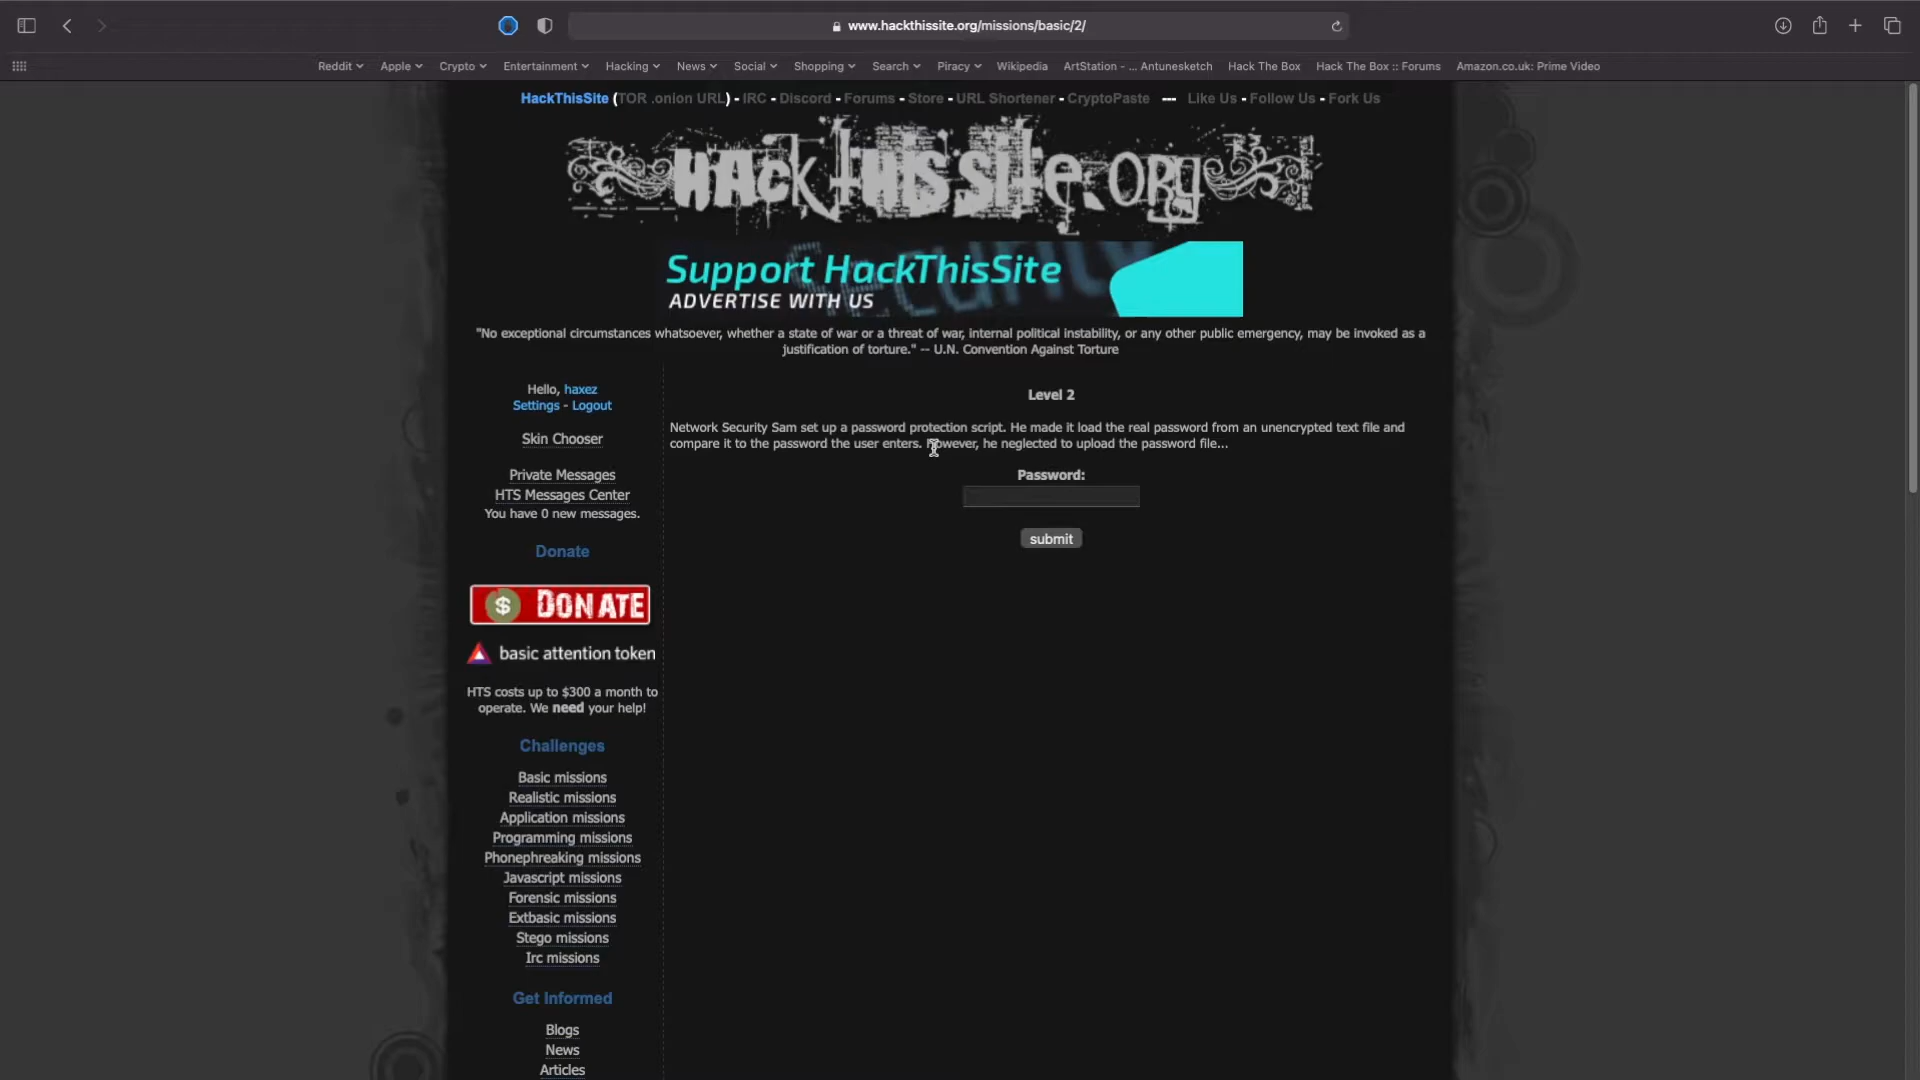 www.hackthissite.org/missions/basic/2/
Reddit Apple Crypto Entertainment Hacking News Social Shopping Search Piracy Wikipedia ArtStation - ... Antunesketch Hack The Box Hack The Box :: Forums Amazon.co.uk: Prime Video
HackThisSite (TOR .onion URL) - IRC - Discord - Forums - Store - URL Shortener - CryptoPaste --- Like Us - Follow Us - Fork Us
HACK THIS SITE.ORG
Support HackThisSite
ADVERTISE WITH US
"No exceptional circumstances whatsoever, whether a state of war or a threat of war, internal political instability, or any other public emergency, may be invoked as a
justification of torture." -- U.N. Convention Against Torture
Hello, haxez
Settings - Logout
Skin Chooser
Private Messages
HTS Messages Center
You have 0 new messages.
Donate
$ DONATE
basic attention token
HTS costs up to $300 a month to
operate. We need your help!
Challenges
Basic missions
Realistic missions
Application missions
Programming missions
Phonephreaking missions
Javascript missions
Forensic missions
Extbasic missions
Stego missions
Irc missions
Get Informed
Blogs
News
Articles
Level 2
Network Security Sam set up a password protection script. He made it load the real password from an unencrypted text file and
compare it to the password the user enters. However, he neglected to upload the password file...
Password:
submit